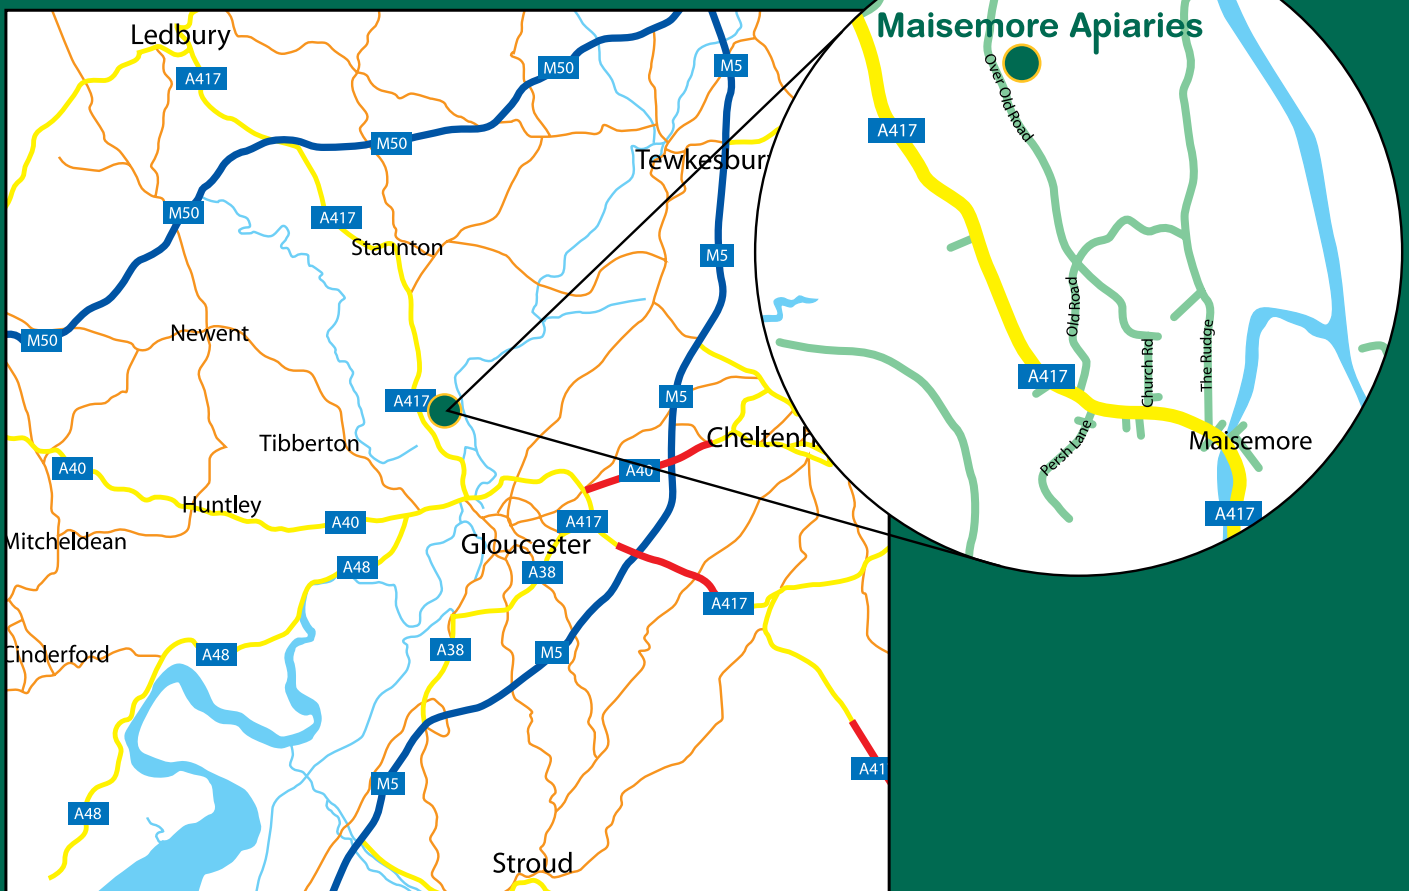 Maisemore Apiaries
Ledbury
A417
M50
M5
Over Old Road
A417
M50
Tewkesbur
M50
A417
Staunton
M5
Old Road
Newent
M50
The Rudge
Church Rd
A417
A417
M5
Tibberton
Cheltenh
Maisemore
Persh Lane
A40
A40
Huntley
A417
A40
A417
Mitcheldean
Gloucester
A48
A38
A417
Cinderford
A48
A38
M5
A41
M5
A48
Stroud